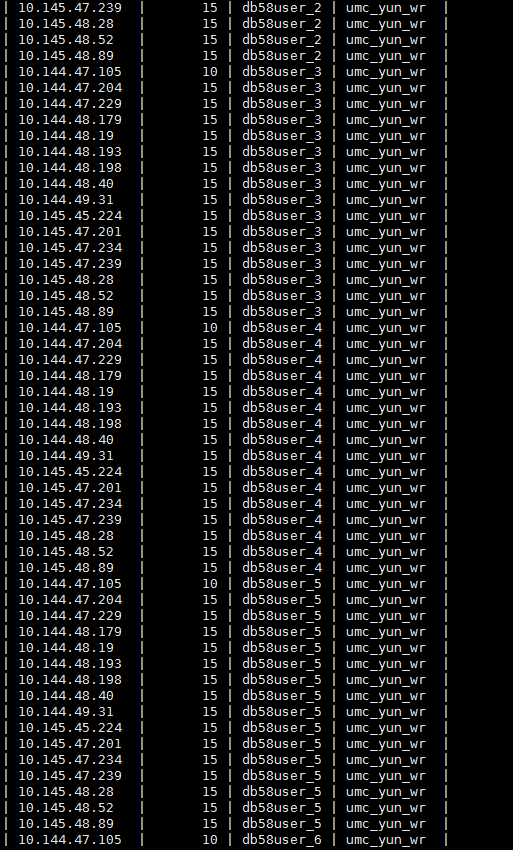 | 10.145.47.239 | 15 | db58user_2 | umc_yun_wr |
| 10.145.48.28 | 15 | db58user_2 | umc_yun_wr |
| 10.145.48.52 | 15 | db58user_2 | umc_yun_wr |
| 10.145.48.89 | 15 | db58user_2 | umc_yun_wr |
| 10.144.47.105 | 10 | db58user_3 | umc_yun_wr |
| 10.144.47.204 | 15 | db58user_3 | umc_yun_wr |
| 10.144.47.229 | 15 | db58user_3 | umc_yun_wr |
| 10.144.48.179 | 15 | db58user_3 | umc_yun_wr |
| 10.144.48.19 | 15 | db58user_3 | umc_yun_wr |
| 10.144.48.193 | 15 | db58user_3 | umc_yun_wr |
| 10.144.48.198 | 15 | db58user_3 | umc_yun_wr |
| 10.144.48.40 | 15 | db58user_3 | umc_yun_wr |
| 10.144.49.31 | 15 | db58user_3 | umc_yun_wr |
| 10.145.45.224 | 15 | db58user_3 | umc_yun_wr |
| 10.145.47.201 | 15 | db58user_3 | umc_yun_wr |
| 10.145.47.234 | 15 | db58user_3 | umc_yun_wr |
| 10.145.47.239 | 15 | db58user_3 | umc_yun_wr |
| 10.145.48.28 | 15 | db58user_3 | umc_yun_wr |
| 10.145.48.52 | 15 | db58user_3 | umc_yun_wr |
| 10.145.48.89 | 15 | db58user_3 | umc_yun_wr |
| 10.144.47.105 | 10 | db58user_4 | umc_yun_wr |
| 10.144.47.204 | 15 | db58user_4 | umc_yun_wr |
| 10.144.47.229 | 15 | db58user_4 | umc_yun_wr |
| 10.144.48.179 | 15 | db58user_4 | umc_yun_wr |
| 10.144.48.19 | 15 | db58user_4 | umc_yun_wr |
| 10.144.48.193 | 15 | db58user_4 | umc_yun_wr |
| 10.144.48.198 | 15 | db58user_4 | umc_yun_wr |
| 10.144.48.40 | 15 | db58user_4 | umc_yun_wr |
| 10.144.49.31 | 15 | db58user_4 | umc_yun_wr |
| 10.145.45.224 | 15 | db58user_4 | umc_yun_wr |
| 10.145.47.201 | 15 | db58user_4 | umc_yun_wr |
| 10.145.47.234 | 15 | db58user_4 | umc_yun_wr |
| 10.145.47.239 | 15 | db58user_4 | umc_yun_wr |
| 10.145.48.28 | 15 | db58user_4 | umc_yun_wr |
| 10.145.48.52 | 15 | db58user_4 | umc_yun_wr |
| 10.145.48.89 | 15 | db58user_4 | umc_yun_wr |
| 10.144.47.105 | 10 | db58user_5 | umc_yun_wr |
| 10.144.47.204 | 15 | db58user_5 | umc_yun_wr |
| 10.144.47.229 | 15 | db58user_5 | umc_yun_wr |
| 10.144.48.179 | 15 | db58user_5 | umc_yun_wr |
| 10.144.48.19 | 15 | db58user_5 | umc_yun_wr |
| 10.144.48.193 | 15 | db58user_5 | umc_yun_wr |
| 10.144.48.198 | 15 | db58user_5 | umc_yun_wr |
| 10.144.48.40 | 15 | db58user_5 | umc_yun_wr |
| 10.144.49.31 | 15 | db58user_5 | umc_yun_wr |
| 10.145.45.224 | 15 | db58user_5 | umc_yun_wr |
| 10.145.47.201 | 15 | db58user_5 | umc_yun_wr |
| 10.145.47.234 | 15 | db58user_5 | umc_yun_wr |
| 10.145.47.239 | 15 | db58user_5 | umc_yun_wr |
| 10.145.48.28 | 15 | db58user_5 | umc_yun_wr |
| 10.145.48.52 | 15 | db58user_5 | umc_yun_wr |
| 10.145.48.89 | 15 | db58user_5 | umc_yun_wr |
| 10.144.47.105 | 10 | db58user_6 | umc_yun_wr |